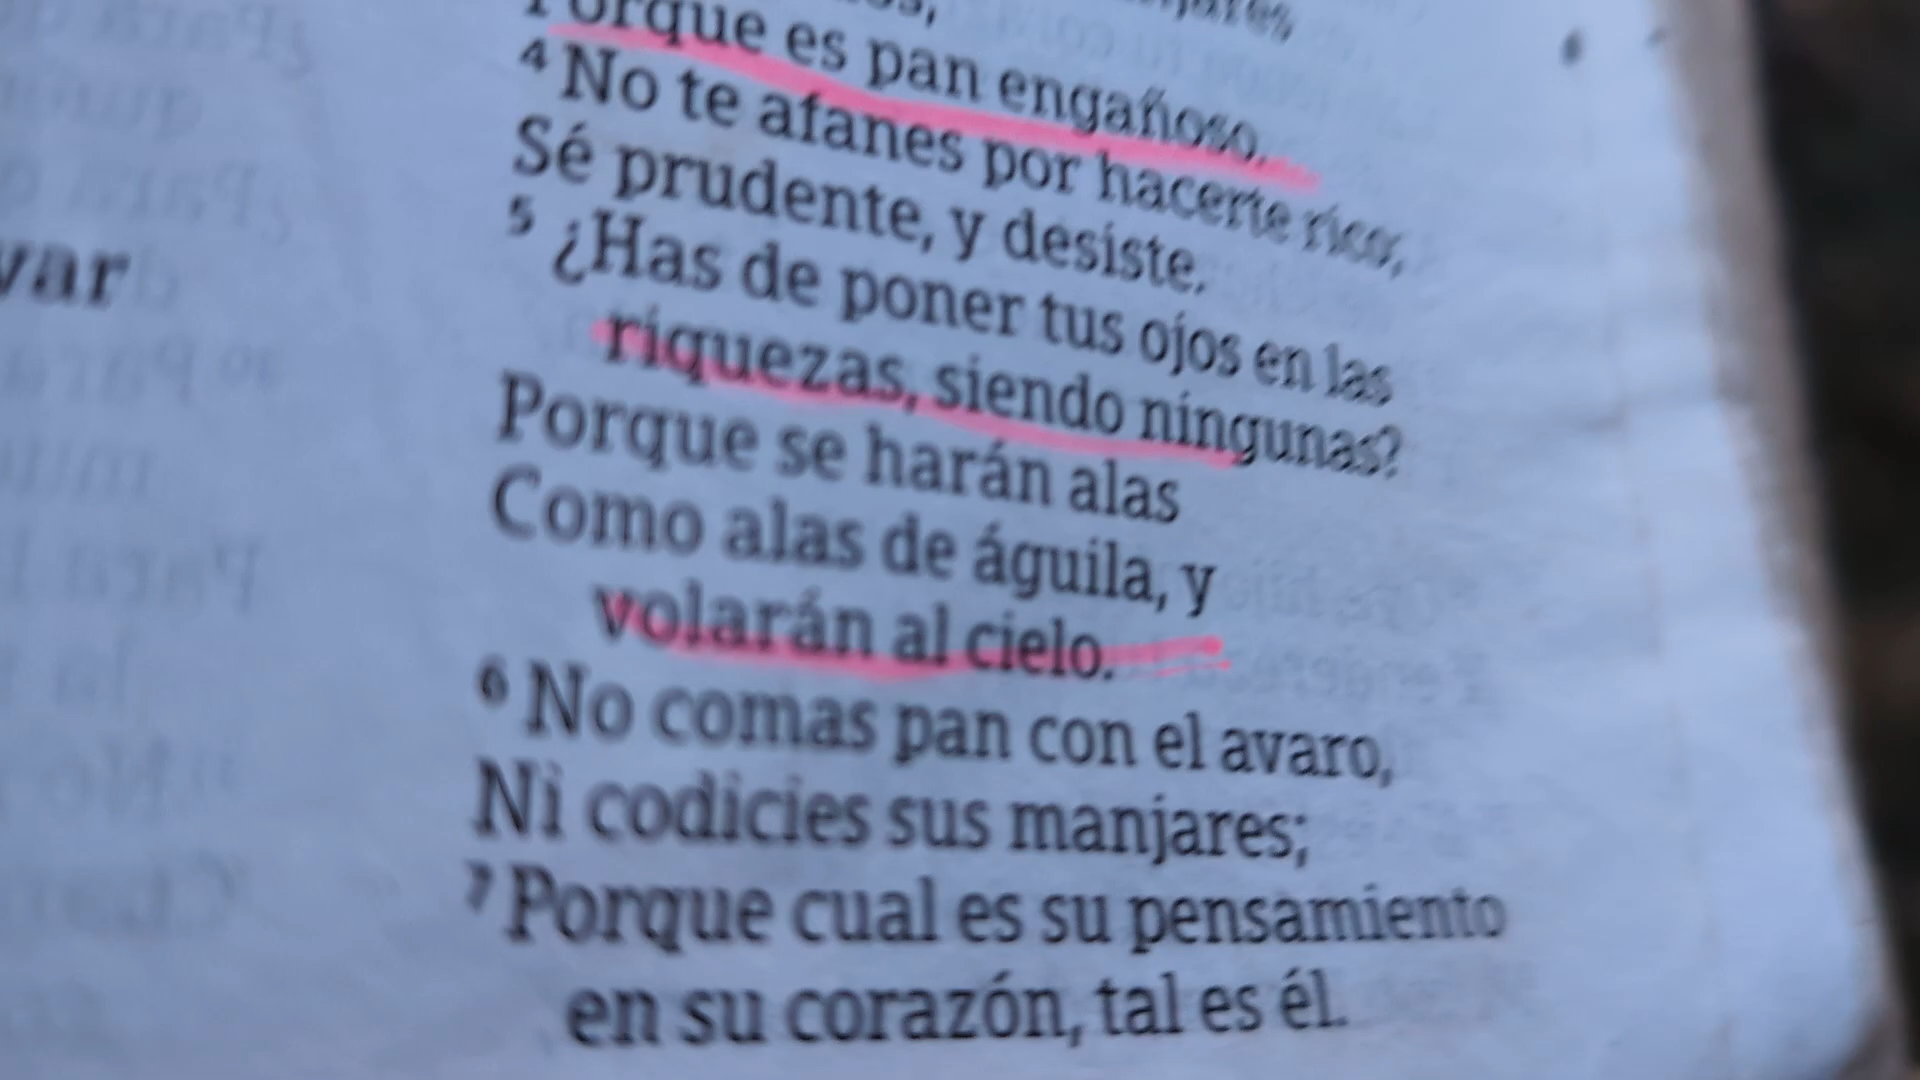 Porque es pan engañoso.
4 No te afanes por hacerte rico,
Sé prudente, y desiste.
5 ¿Has de poner tus ojos en las
riquezas, siendo ningunas?
Porque se harán alas
Como alas de águila, y
volarán al cielo.
6 No comas pan con el avaro,
Ni codicies sus manjares;
7 Porque cual es su pensamiento
en su corazón, tal es él.
var